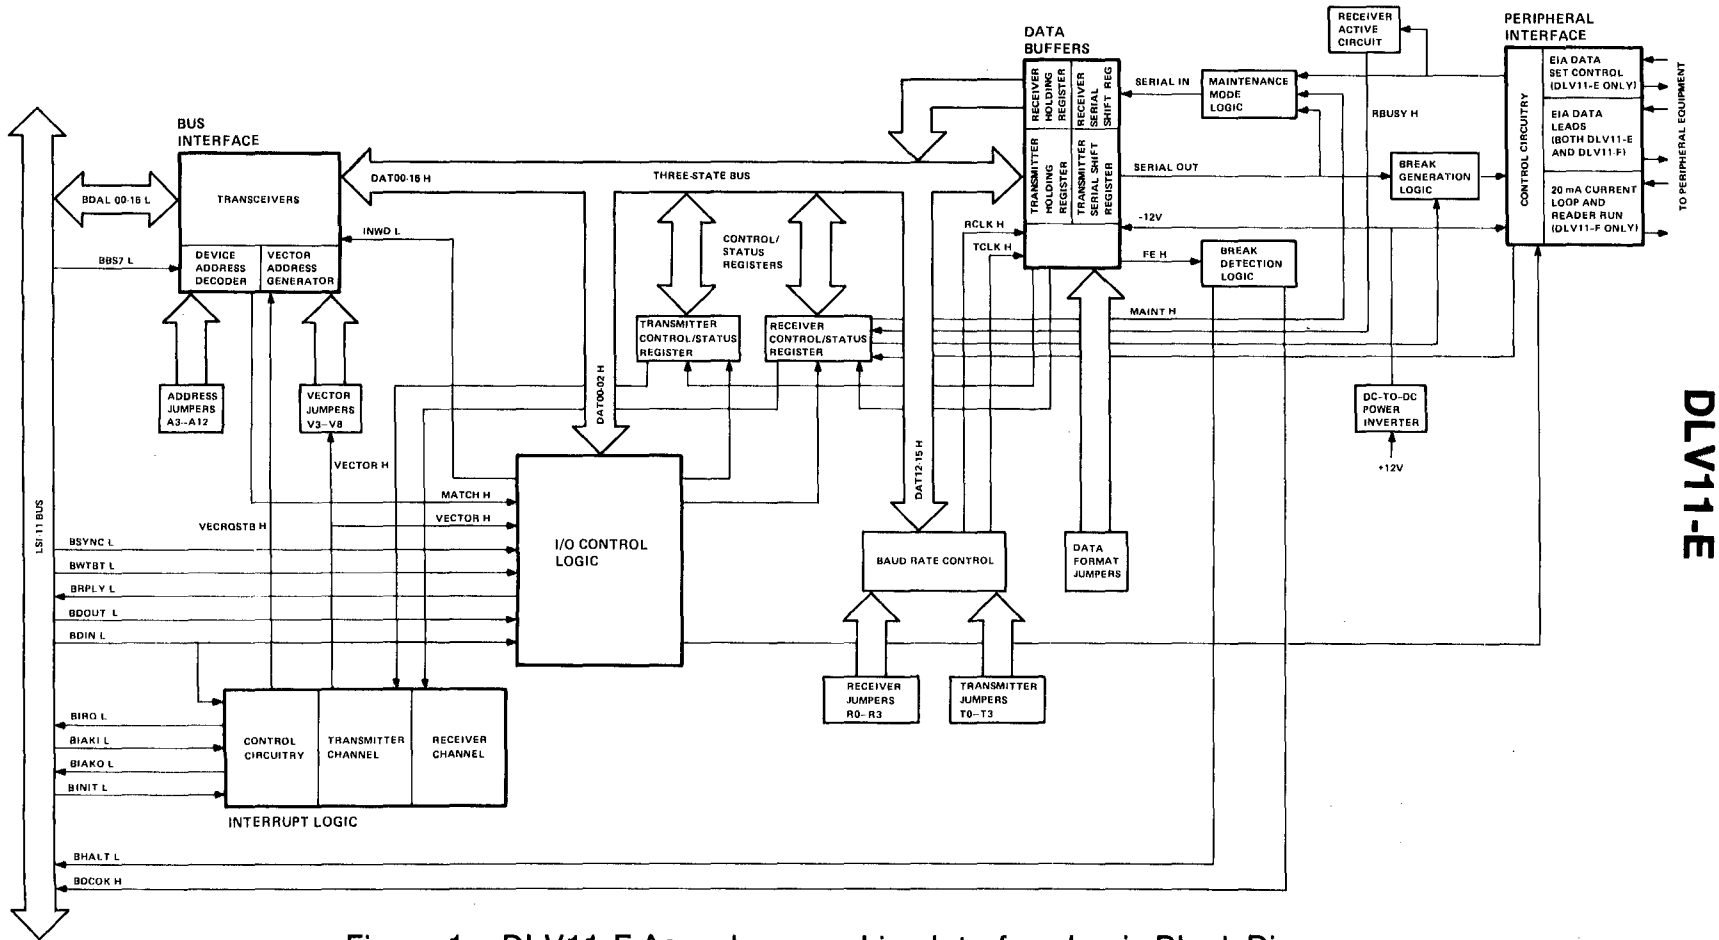 RECEIVER
ACTIVE
CIRCUIT
PERIPHERAL
INTERFACE
DATA
BUFFERS
RECEIVER
HOLDING
REGISTER
RECEIVER
SERIAL
SHIFT REG
TRANSMITTER
HOLDING
REGISTER
TRANSMITTER
SERIAL SHIFT
REGISTER
SERIAL IN
MAINTENANCE
MODE
LOGIC
RBUSY H
CONTROL CIRCUITRY
EIA DATA
SET CONTROL
(DLV11-E ONLY)
EIA DATA
LEADS
(BOTH DLV11-E
AND DLV11-F)
20 mA CURRENT
LOOP AND
READER RUN
(DLV11-F ONLY)
TO PERIPHERAL EQUIPMENT
BUS
INTERFACE
TRANSCEIVERS
BDAL 00-16 L
DAT00-16 H
THREE-STATE BUS
SERIAL OUT
BREAK
GENERATION
LOGIC
-12V
INWD L
CONTROL/
STATUS
REGISTERS
RCLK H
TCLK H
FE H
BREAK
DETECTION
LOGIC
BBS7 L
DEVICE
ADDRESS
DECODER
VECTOR
ADDRESS
GENERATOR
MAINT H
TRANSMITTER
CONTROL/STATUS
REGISTER
RECEIVER
CONTROL/STATUS
REGISTER
ADDRESS
JUMPERS
A3-A12
VECTOR
JUMPERS
V3-V8
DAT00-02 H
DC-TO-DC
POWER
INVERTER
+12V
DLV11-E
DAT12-15 H
VECTOR H
MATCH H
VECTOR H
VECRQSTB H
LSI-11 BUS
BSYNC L
BWTBT L
BRPLY L
BDOUT L
BDIN L
I/O CONTROL
LOGIC
BAUD RATE CONTROL
DATA
FORMAT
JUMPERS
RECEIVER
JUMPERS
R0-R3
TRANSMITTER
JUMPERS
T0-T3
BIRQ L
BIAKI L
BIAKO L
BINIT L
CONTROL
CIRCUITRY
TRANSMITTER
CHANNEL
RECEIVER
CHANNEL
INTERRUPT LOGIC
BHALT L
BDCOK H